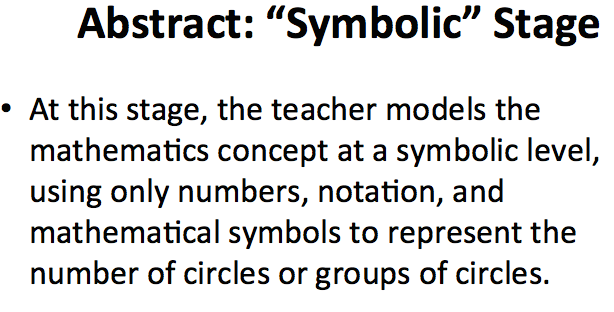 Abstract: “Symbolic” Stage
• At this stage, the teacher models the
mathematics concept at a symbolic level,
using only numbers, notation, and
mathematical symbols to represent the
number of circles or groups of circles.